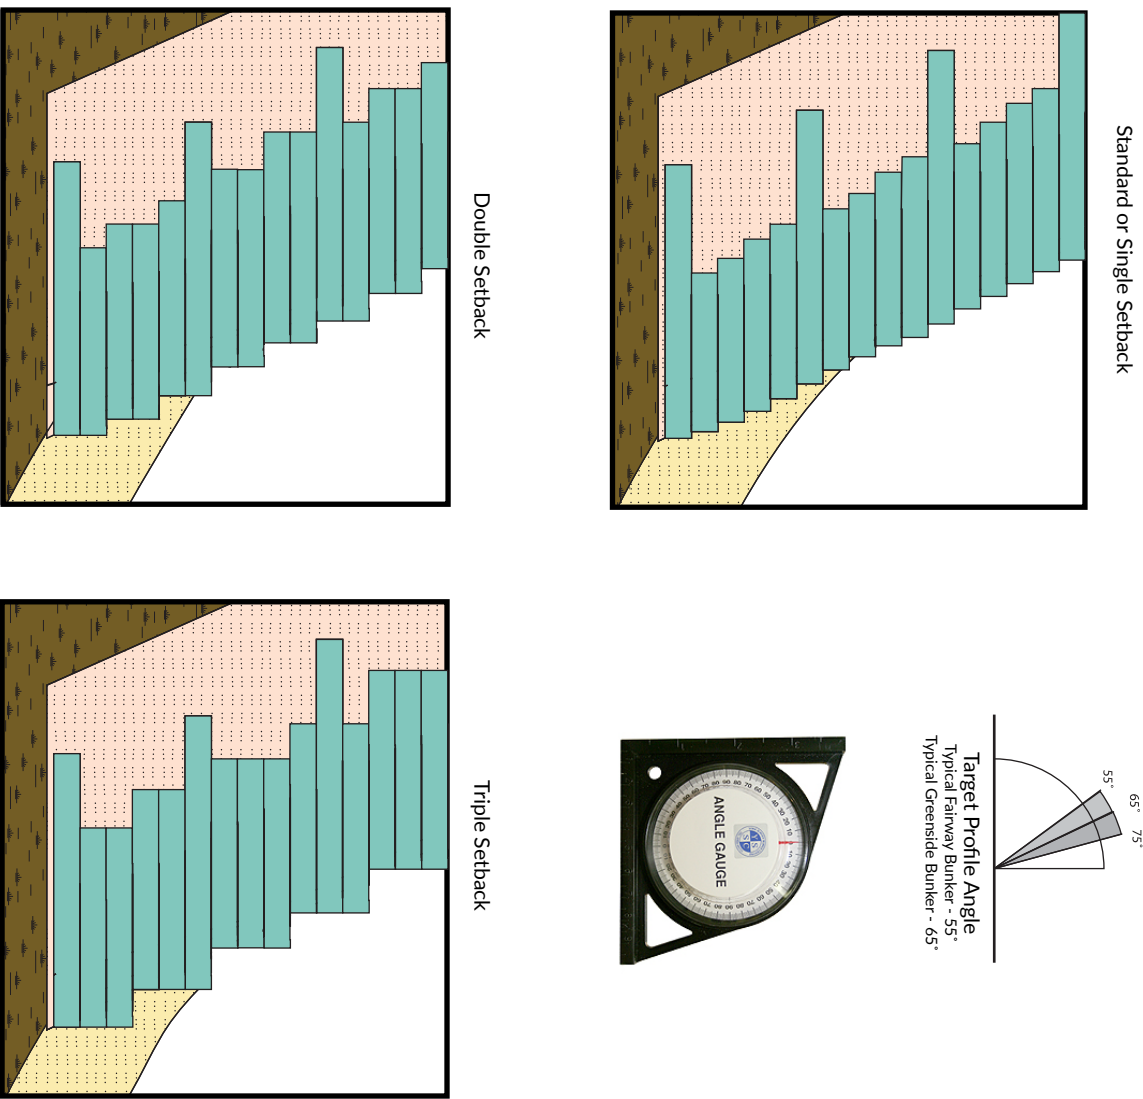 Standard or Single Setback
Double Setback
55°
65°
75°
Target Profile Angle
Typical Fairway Bunker - 55°
Typical Greenside Bunker - 65°
ANGLE GAUGE
Triple Setback